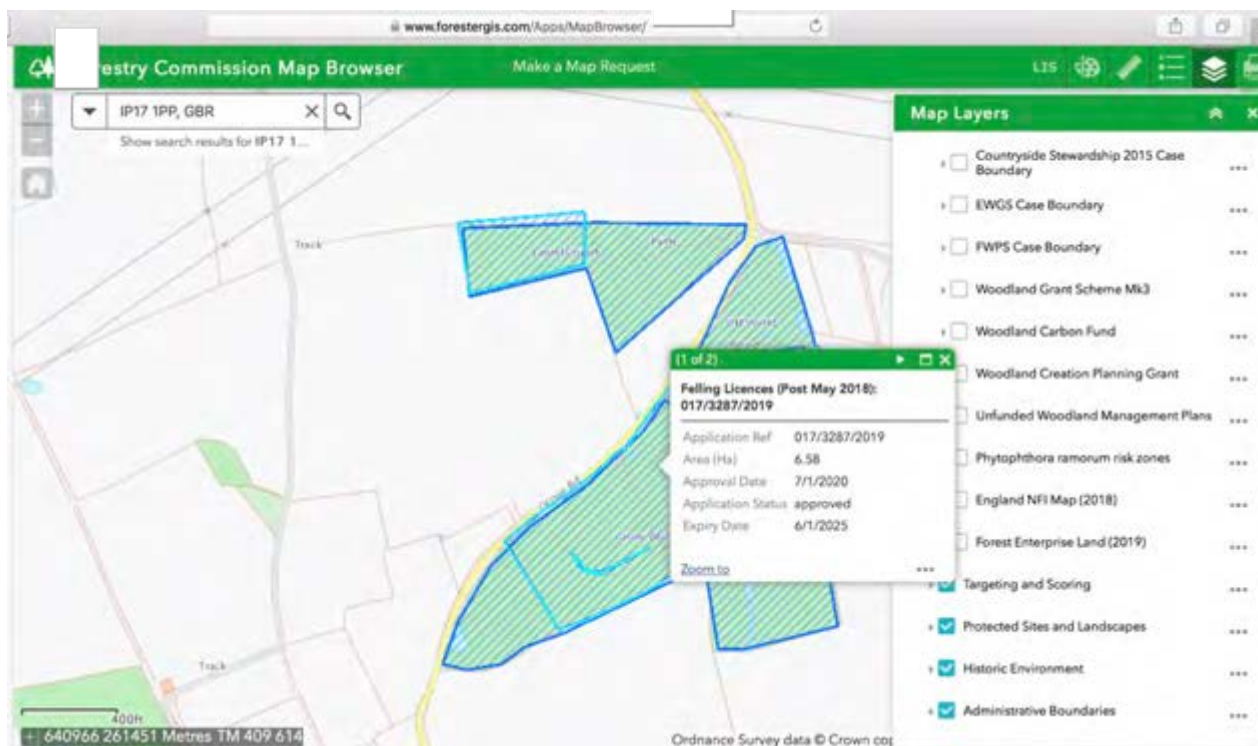 www.forestergis.com/Apps/MapBrowser/
estry Commission Map Browser
Make a Map Request
LIS
IP17 1PP, GBR
Show search results for IP17 1...
Map Layers
Countryside Stewardship 2015 Case
Boundary
EWGS Case Boundary
FWPS Case Boundary
Woodland Grant Scheme Mk3
Woodland Carbon Fund
Woodland Creation Planning Grant
Unfunded Woodland Management Plans
Phytophthora ramorum risk zones
England NFI Map (2018)
Forest Enterprise Land (2019)
Targeting and Scoring
Protected Sites and Landscapes
Historic Environment
Administrative Boundaries
Track
Path
(1 of 2)
Felling Licences (Post May 2018):
017/3287/2019
Application Ref 017/3287/2019
Area (Ha) 6.58
Approval Date 7/1/2020
Application Status approved
Expiry Date 6/1/2025
Zoom to
Track
400ft
640966 261451 Metres TM 409 614
Ordnance Survey data © Crown cop